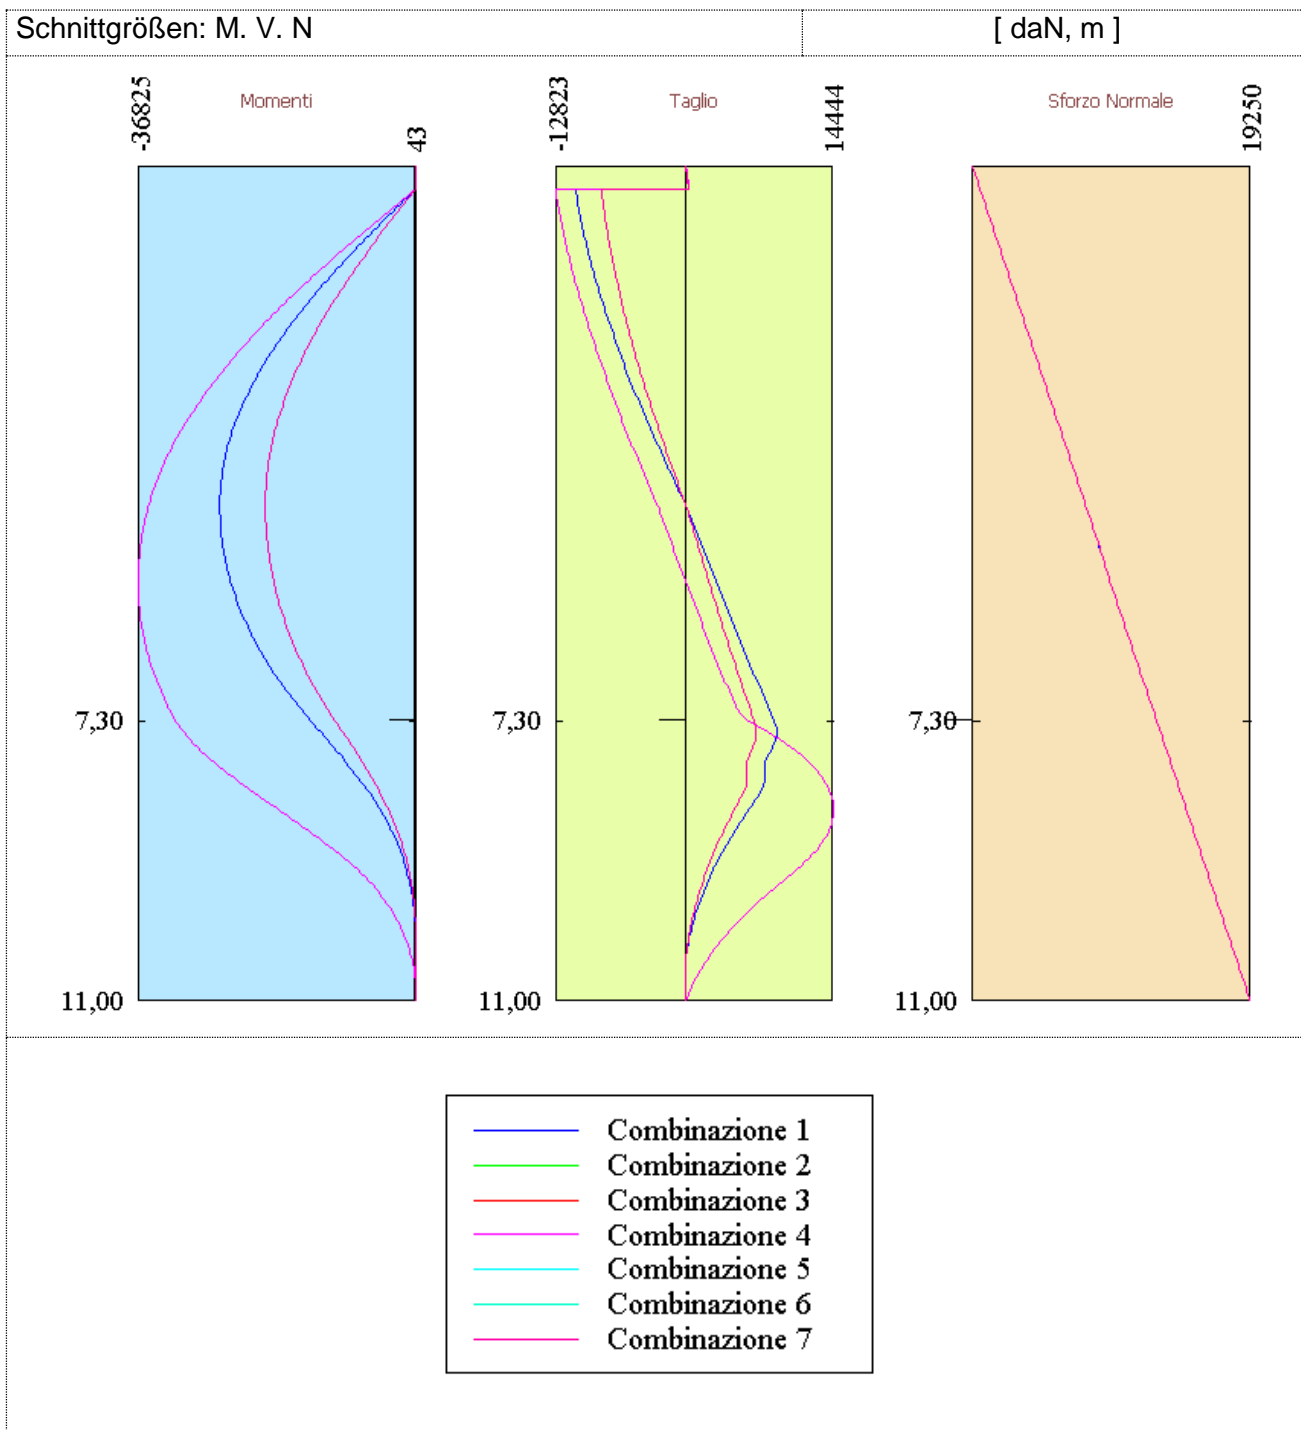 Schnittgrößen: M. V. N
[ daN, m ]
-36825
Momenti
43
-12823
Taglio
14444
Sforzo Normale
19250
7,30
7,30
7,30
11,00
11,00
11,00
Combinazione 1
Combinazione 2
Combinazione 3
Combinazione 4
Combinazione 5
Combinazione 6
Combinazione 7